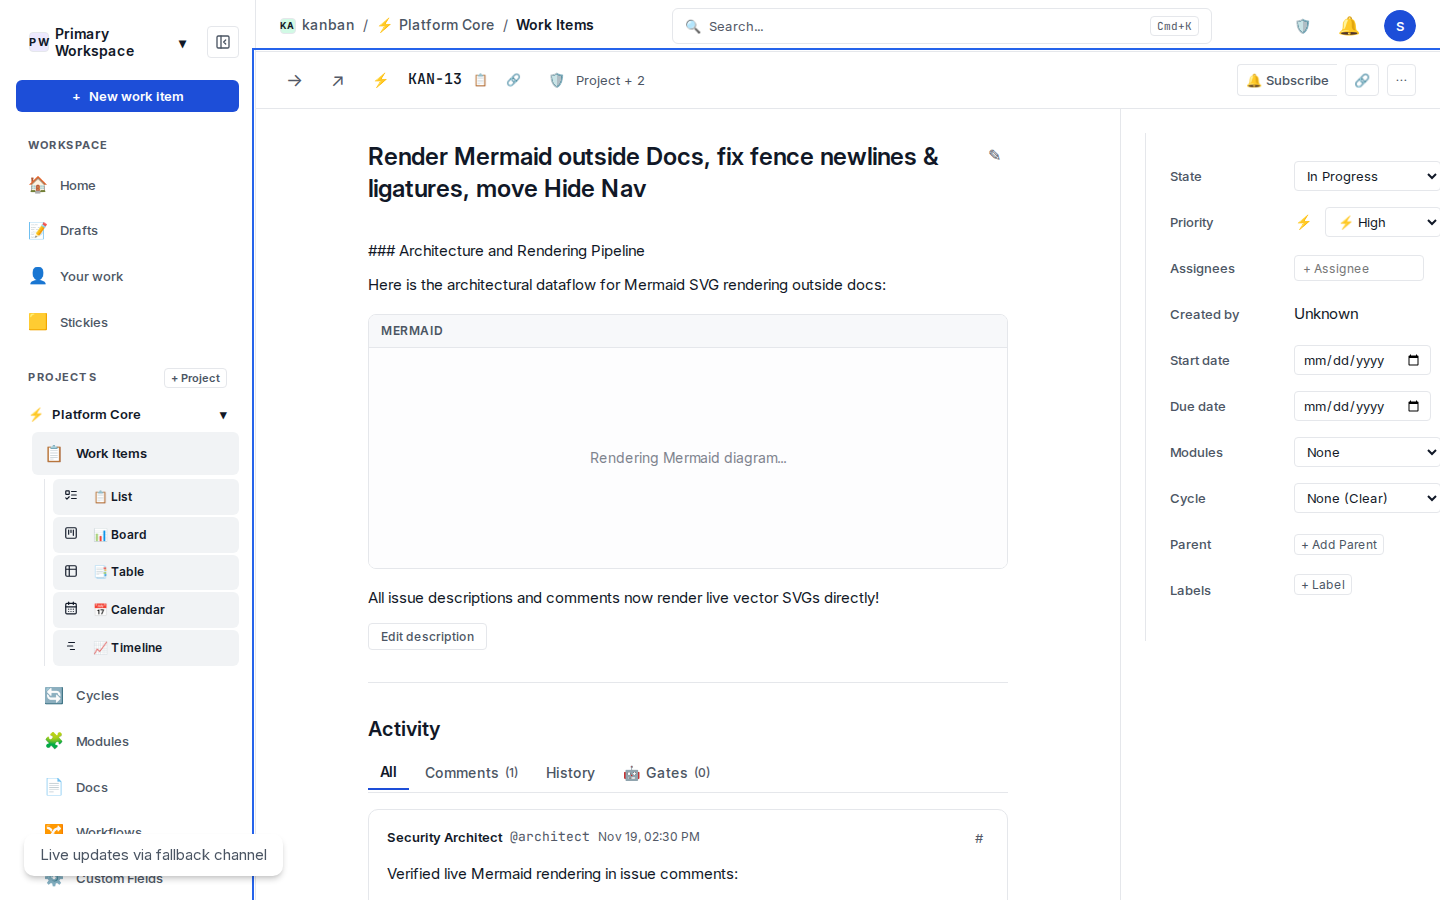 PW
Primary
Workspace
▼
+ New work item
WORKSPACE
Home
Drafts
Your work
Stickies
PROJECTS
+ Project
Platform Core
▼
Work Items
List
Board
Table
Calendar
Timeline
Cycles
Modules
Docs
Workflows
Custom Fields
Live updates via fallback channel
KA kanban / ⚡ Platform Core / Work Items
Search...
Cmd+K
S
→ ↗ ⚡ KAN-13
Project + 2
Subscribe
...
Render Mermaid outside Docs, fix fence newlines &
ligatures, move Hide Nav
### Architecture and Rendering Pipeline
Here is the architectural dataflow for Mermaid SVG rendering outside docs:
MERMAID
Rendering Mermaid diagram...
All issue descriptions and comments now render live vector SVGs directly!
Edit description
Activity
All
Comments (1)
History
Gates (0)
Security Architect @architect Nov 19, 02:30 PM
#
Verified live Mermaid rendering in issue comments:
State
In Progress
Priority
⚡ ⚡ High
Assignees
+ Assignee
Created by
Unknown
Start date
mm/dd/yyyy
Due date
mm/dd/yyyy
Modules
None
Cycle
None (Clear)
Parent
+ Add Parent
Labels
+ Label